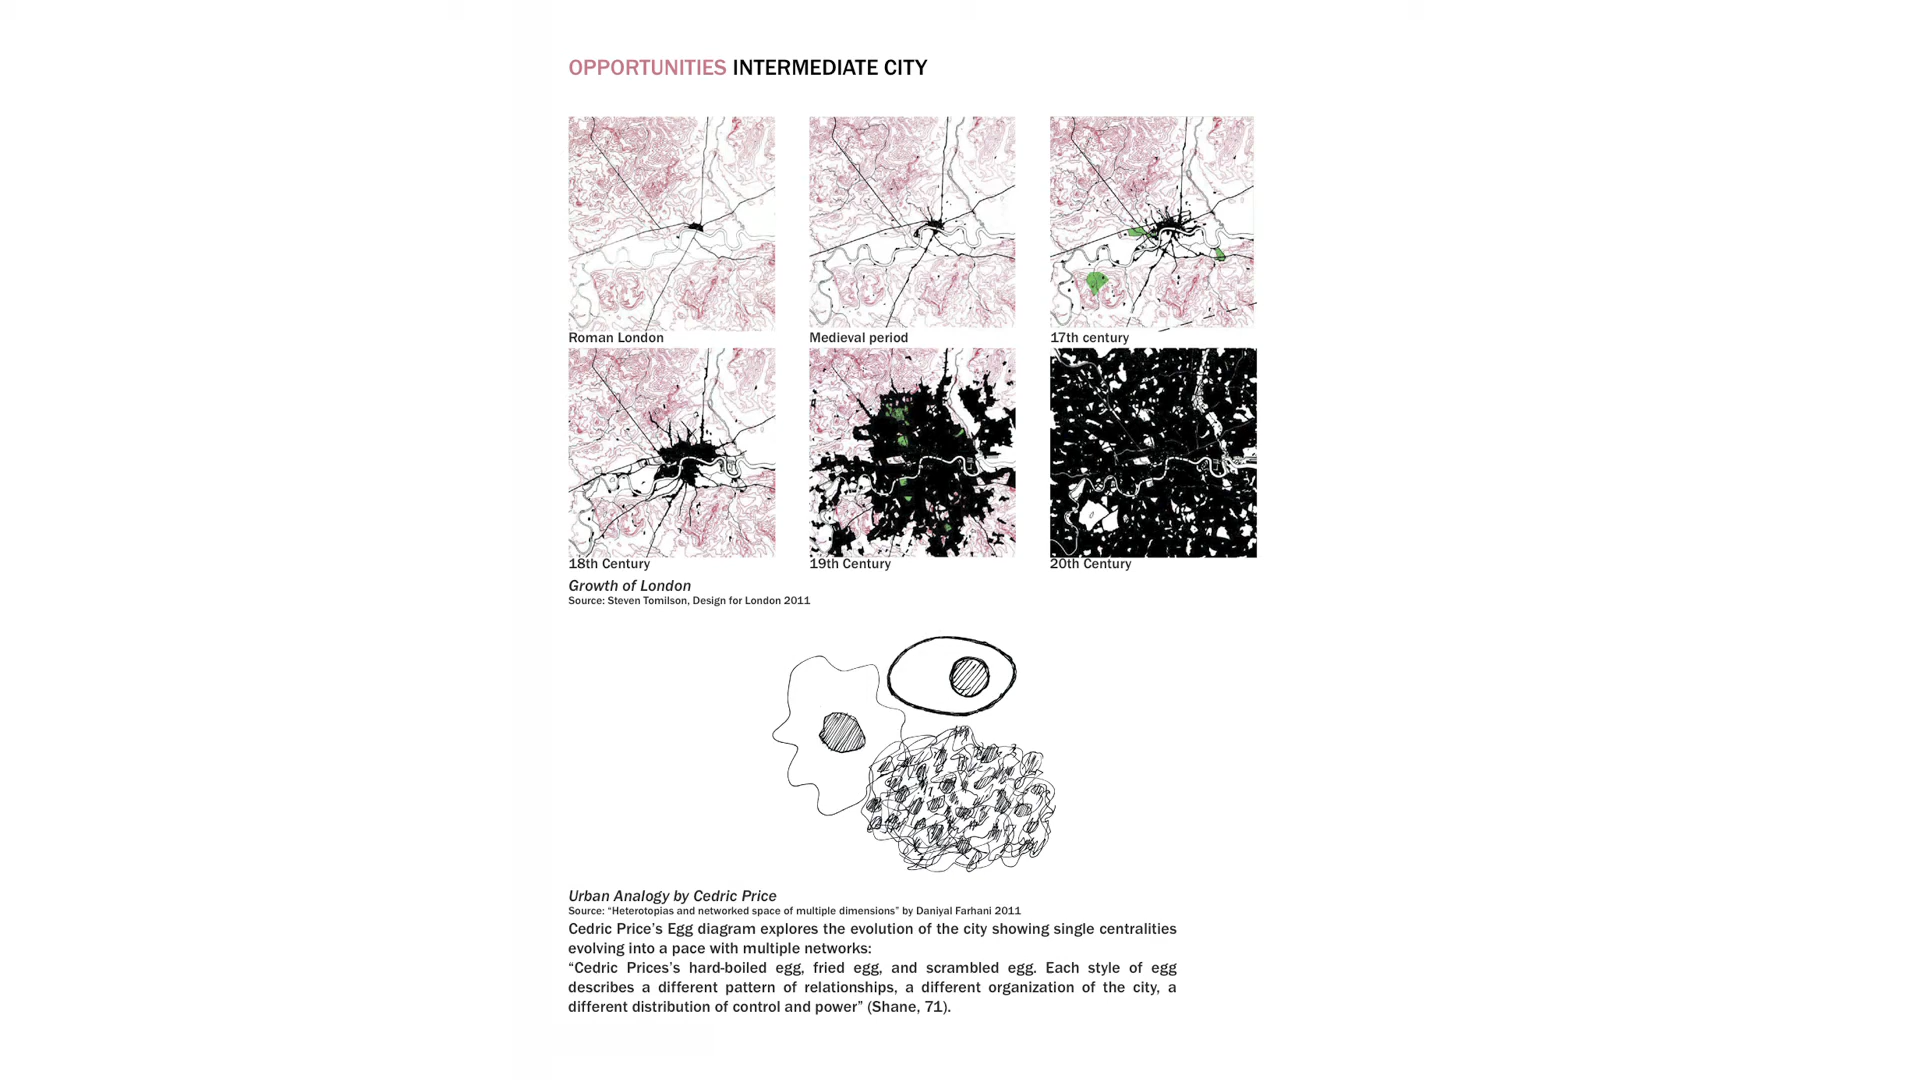 OPPORTUNITIES INTERMEDIATE CITY
Roman London
Medieval period
17th century
18th Century
19th Century
20th Century
Growth of London
Source: Steven Tomilson, Design for London 2011
Urban Analogy by Cedric Price
Source: “Heterotopias and networked space of multiple dimensions” by Daniyal Farhani 2011
Cedric Price’s Egg diagram explores the evolution of the city showing single centralities
evolving into a pace with multiple networks:
“Cedric Prices’s hard-boiled egg, fried egg, and scrambled egg. Each style of egg
describes a different pattern of relationships, a different organization of the city, a
different distribution of control and power” (Shane, 71).